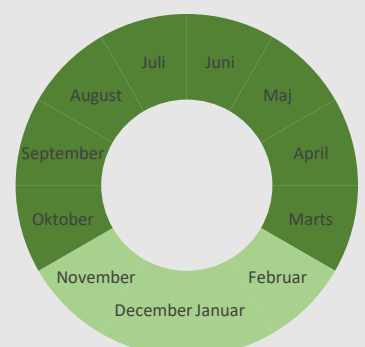 Juli Juni
August Maj
September April
Oktober Marts
November Februar
December Januar